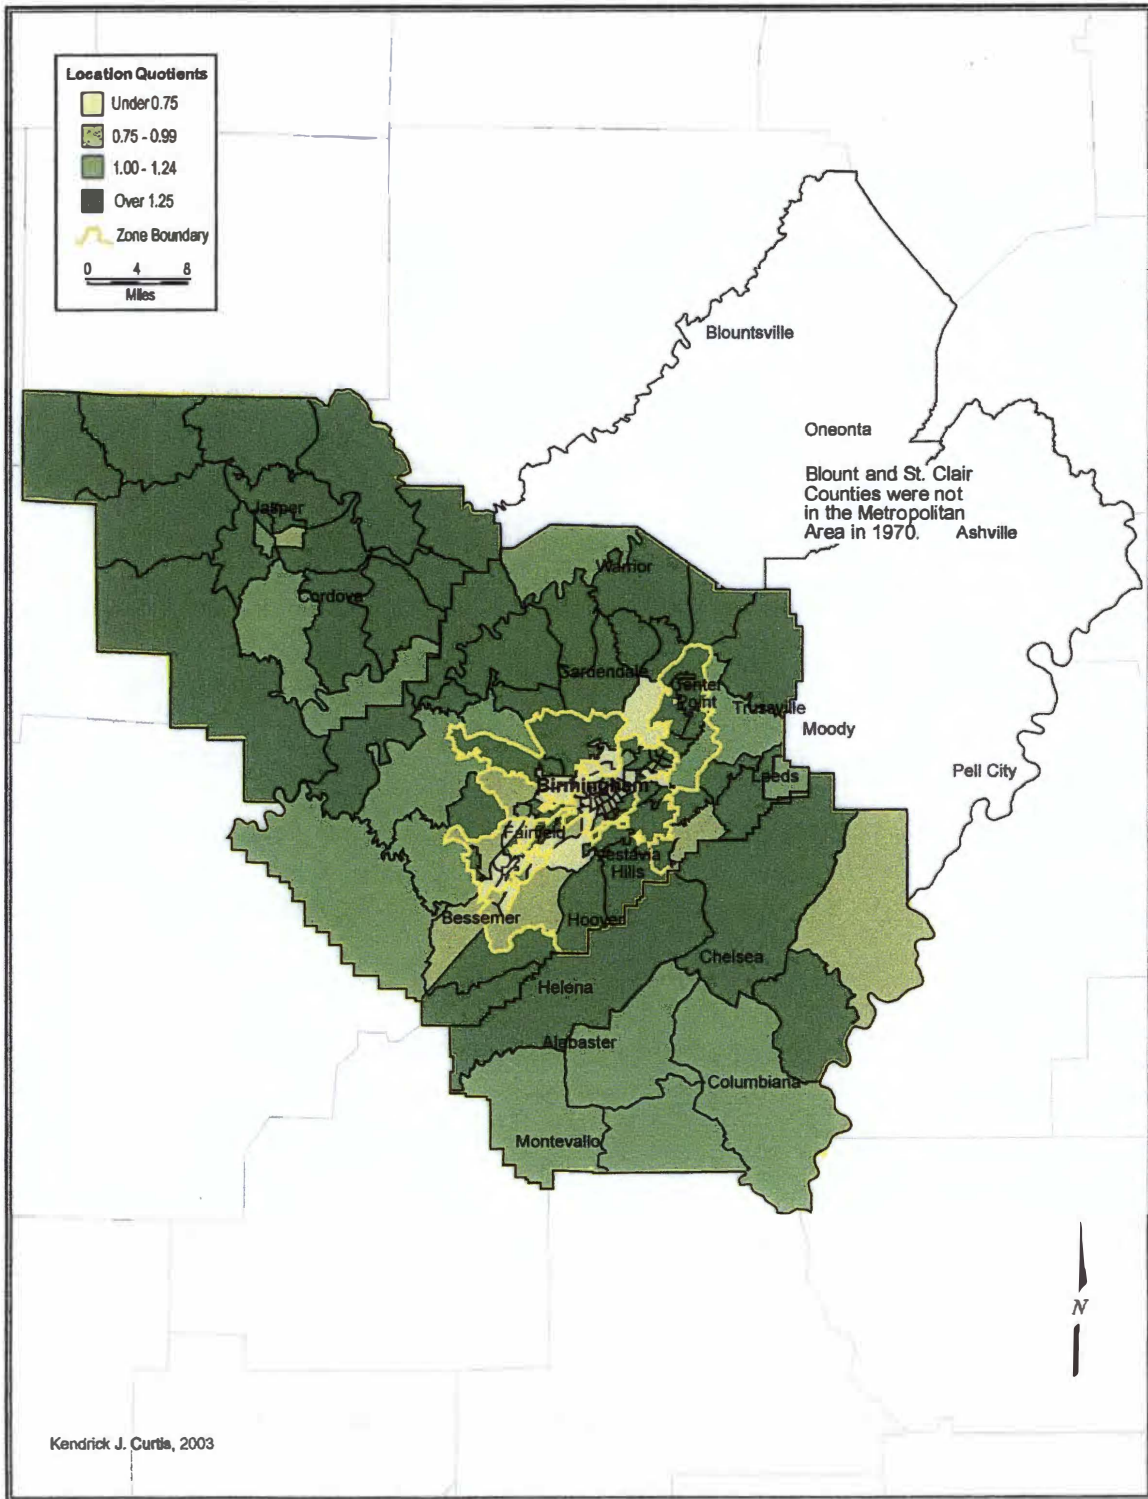 Location Quotients
Under 0.75
0.75 - 0.99
1.00 - 1.24
Over 1.25
Zone Boundary
0 4 8
Miles
Blountsville
Oneonta
Blount and St. Clair
Counties were not
in the Metropolitan
Area in 1970.
Ashville
Jasper
Warrior
Cordova
Gardendale
Center
Point
Trussville
Moody
Pell City
Leeds
Birmingham
Fairfield
Vestavia
Hills
Bessemer
Hoover
Chelsea
Helena
Alabaster
Columbiana
Montevallo
N
Kendrick J. Curtis, 2003